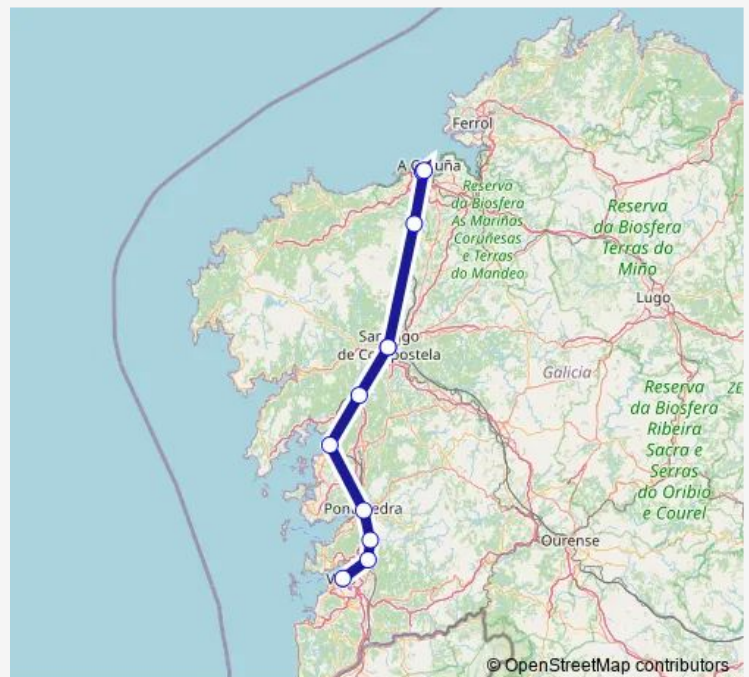 Ferrol
A Coruña
Reserva
da Biosfera
As Mariñas
Coruñesas
e Terras
do Mandeo
Reserva
da Biosfera
Terras do
Miño
Lugo
Santiago
de Compostela
Galicia
Reserva
da Biosfera
Ribeira
Sacra e
Serras
do Oribio
e Courel
Pontevedra
Ourense
© OpenStreetMap contributors